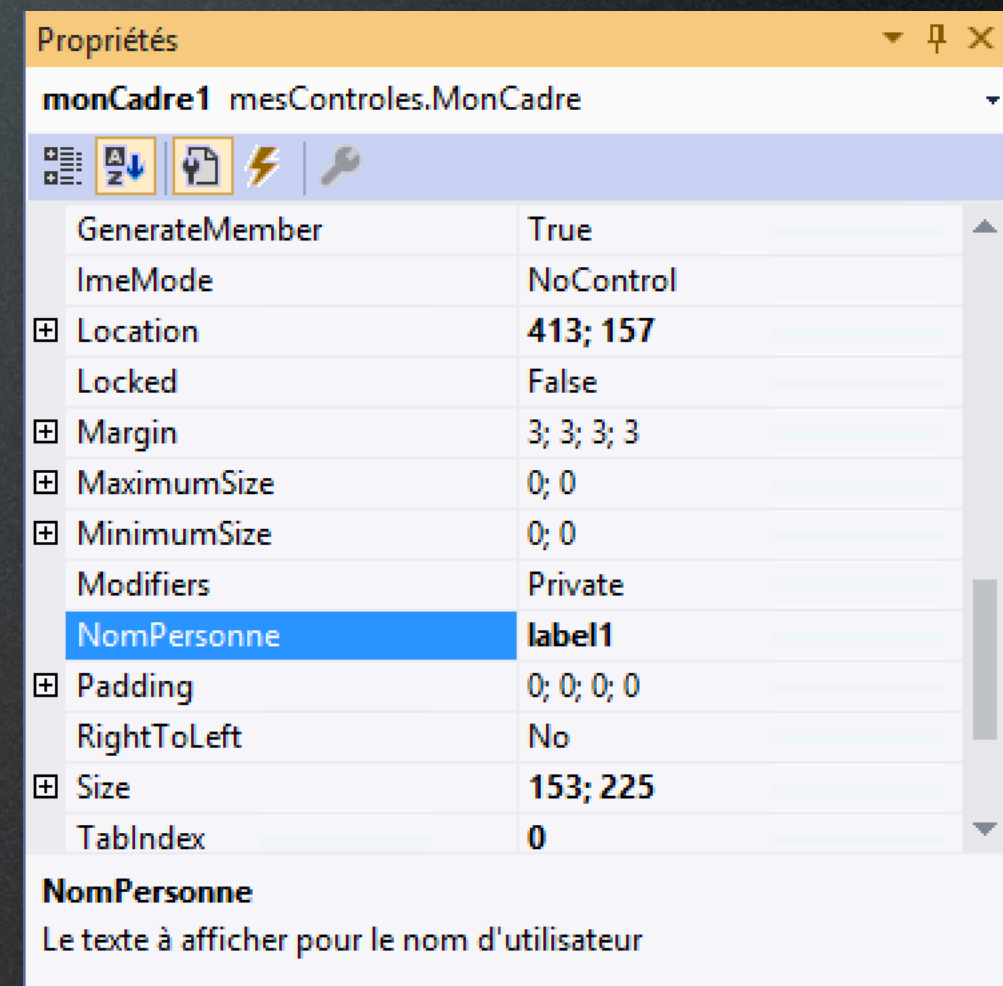 Propriétés
monCadre1 mesControles.MonCadre
GenerateMember True
ImeMode NoControl
Location 413; 157
Locked False
Margin 3; 3; 3; 3
MaximumSize 0; 0
MinimumSize 0; 0
Modifiers Private
NomPersonne label1
Padding 0; 0; 0; 0
RightToLeft No
Size 153; 225
TabIndex 0
NomPersonne
Le texte à afficher pour le nom d'utilisateur